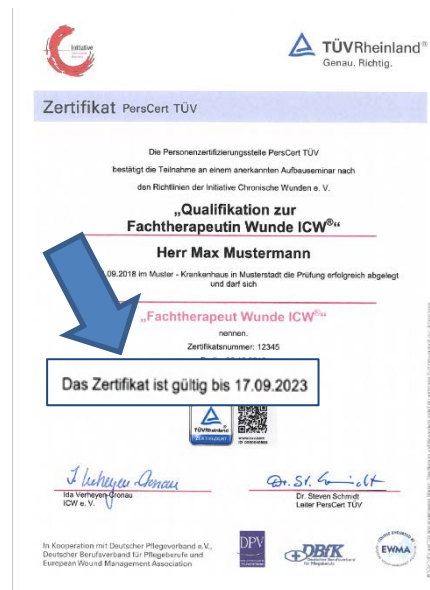 Initiative
TÜVRheinland®
Genau. Richtig.
Zertifikat PersCert TÜV
Die Personenzertifizierungsstelle PersCert TÜV
bestätigt die Teilnahme an einem anerkannten Aufbauseminar nach
den Richtlinien der Initiative Chronische Wunden e. V.
„Qualifikation zur
Fachtherapeutin Wunde ICW®“
Herr Max Mustermann
.09.2018 im Muster - Krankenhaus in Musterstadt die Prüfung erfolgreich abgelegt
und darf sich
„Fachtherapeut Wunde ICW®“
nennen.
Zertifikatsnummer: 12345
Das Zertifikat ist gültig bis 17.09.2023
TÜVRheinland
ZERTIFIZIERT
Ida Verheyen-Cronau
ICW e. V.
Dr. Steven Schmidt
Leiter PersCert TÜV
In Kooperation mit Deutscher Pflegeverband e.V.,
Deutscher Berufsverband für Pflegeberufe und
European Wound Management Association
DPV
DBfK
Deutscher Berufsverband
für Pflegeberufe
EWMA